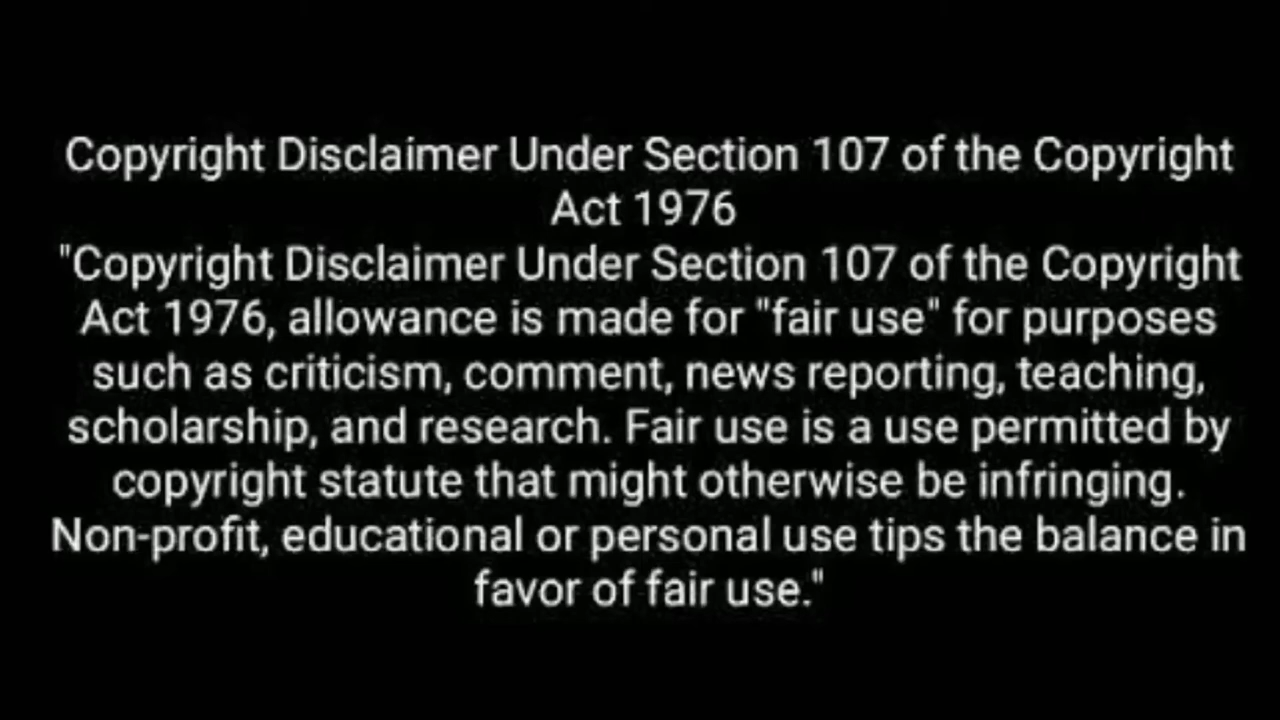 Copyright Disclaimer Under Section 107 of the Copyright
Act 1976
"Copyright Disclaimer Under Section 107 of the Copyright
Act 1976, allowance is made for "fair use" for purposes
such as criticism, comment, news reporting, teaching,
scholarship, and research. Fair use is a use permitted by
copyright statute that might otherwise be infringing.
Non-profit, educational or personal use tips the balance in
favor of fair use."